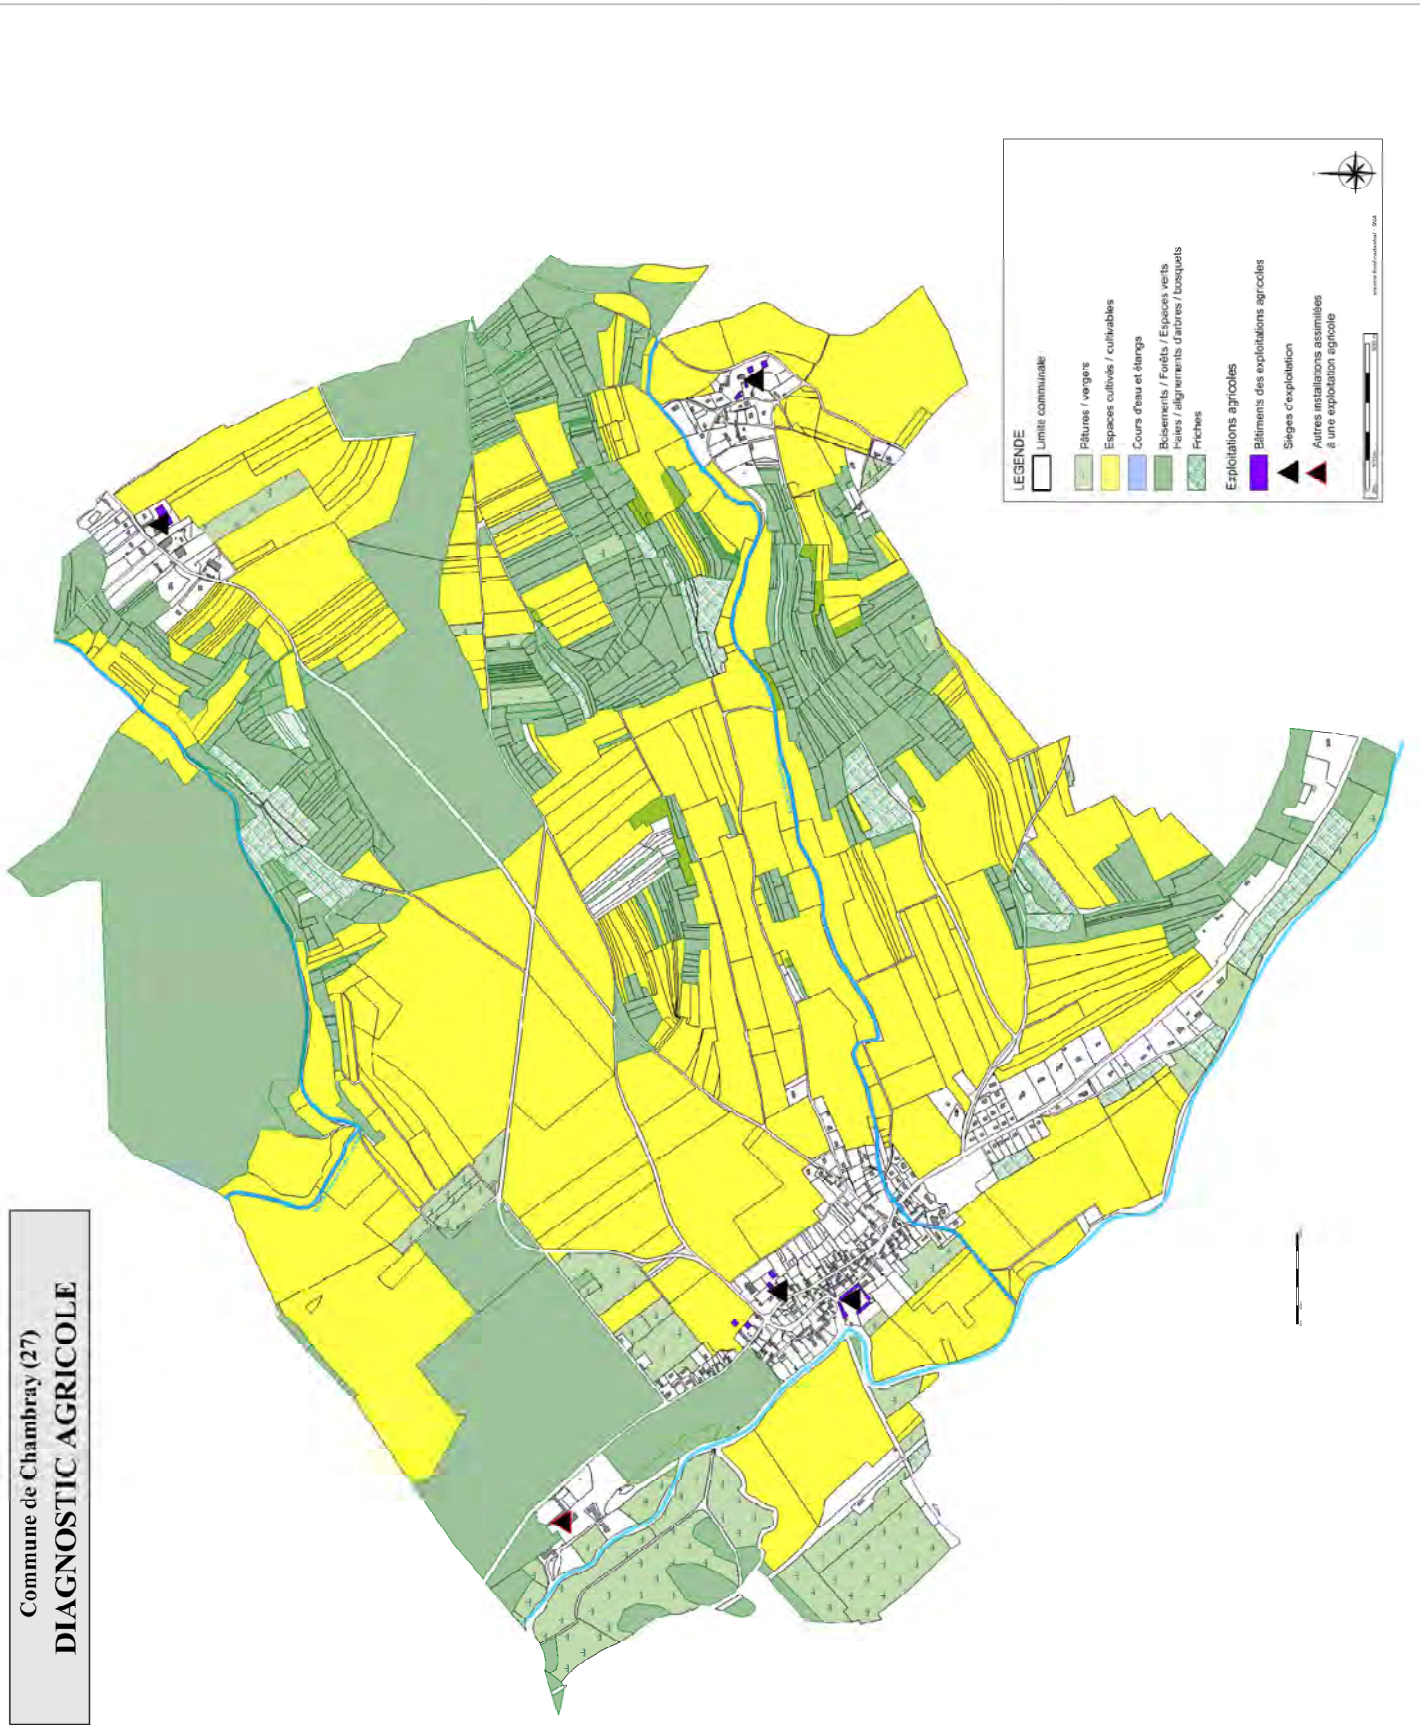 Commune de Chambray (27)
DIAGNOSTIC AGRICOLE
LEGENDE
Limite communale
Pâtures / vergers
Espaces cultivés / cultivables
Cours d'eau et étangs
Boisements / Forêts / Espaces verts
Haies / alignements d'arbres / bosquets
Friches
Exploitations agricoles
Bâtiments des exploitations agricoles
Sièges d'exploitation
Autres installations assimilées
à une exploitation agricole